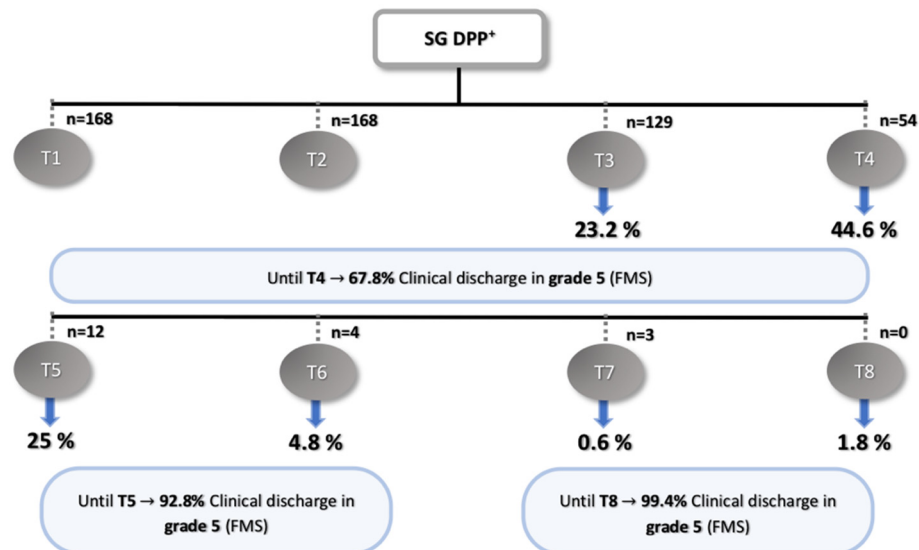 SG DPP⁺
n=168
n=168
n=129
n=54
T1
T2
T3
T4
23.2 %
44.6 %
Until T4 → 67.8% Clinical discharge in grade 5 (FMS)
n=12
n=4
n=3
n=0
T5
T6
T7
T8
25 %
4.8 %
0.6 %
1.8 %
Until T5 → 92.8% Clinical discharge in
grade 5 (FMS)
Until T8 → 99.4% Clinical discharge in
grade 5 (FMS)